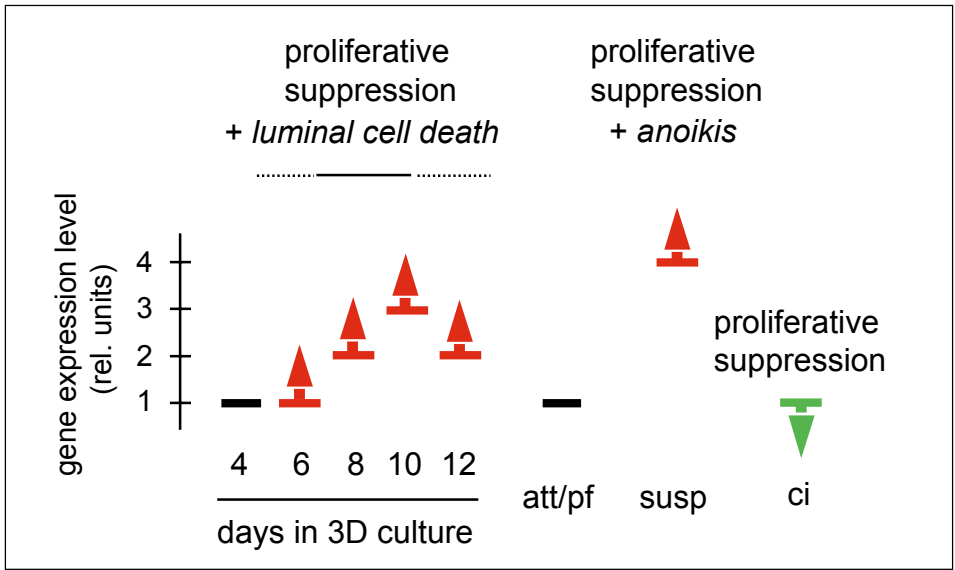 proliferative
suppression
+ luminal cell death
proliferative
suppression
+ anoikis
gene expression level
(rel. units)
4
3
2
1
proliferative
suppression
4 6 8 10 12
days in 3D culture
att/pf susp ci